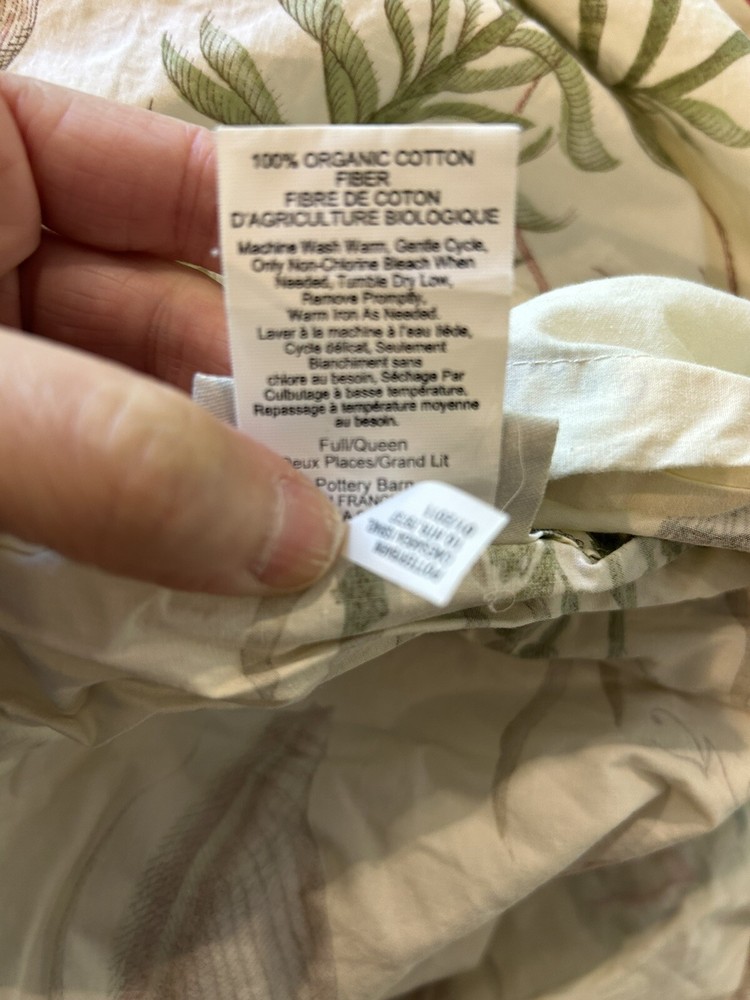 100% ORGANIC COTTON
FIBER
FIBRE DE COTON
D'AGRICULTURE BIOLOGIQUE
Machine Wash Warm, Gentle Cycle,
Only Non-Chlorine Bleach When
Needed, Tumble Dry Low,
Remove Promptly,
Warm Iron As Needed.
Laver à la machine à l'eau tiède,
Cycle délicat, Seulement
Blanchiment sans
chlore au besoin, Séchage Par
Culbutage à basse température,
Repassage à température moyenne
au besoin.
Full/Queen
Deux Places/Grand Lit
Pottery Barn
FRANC